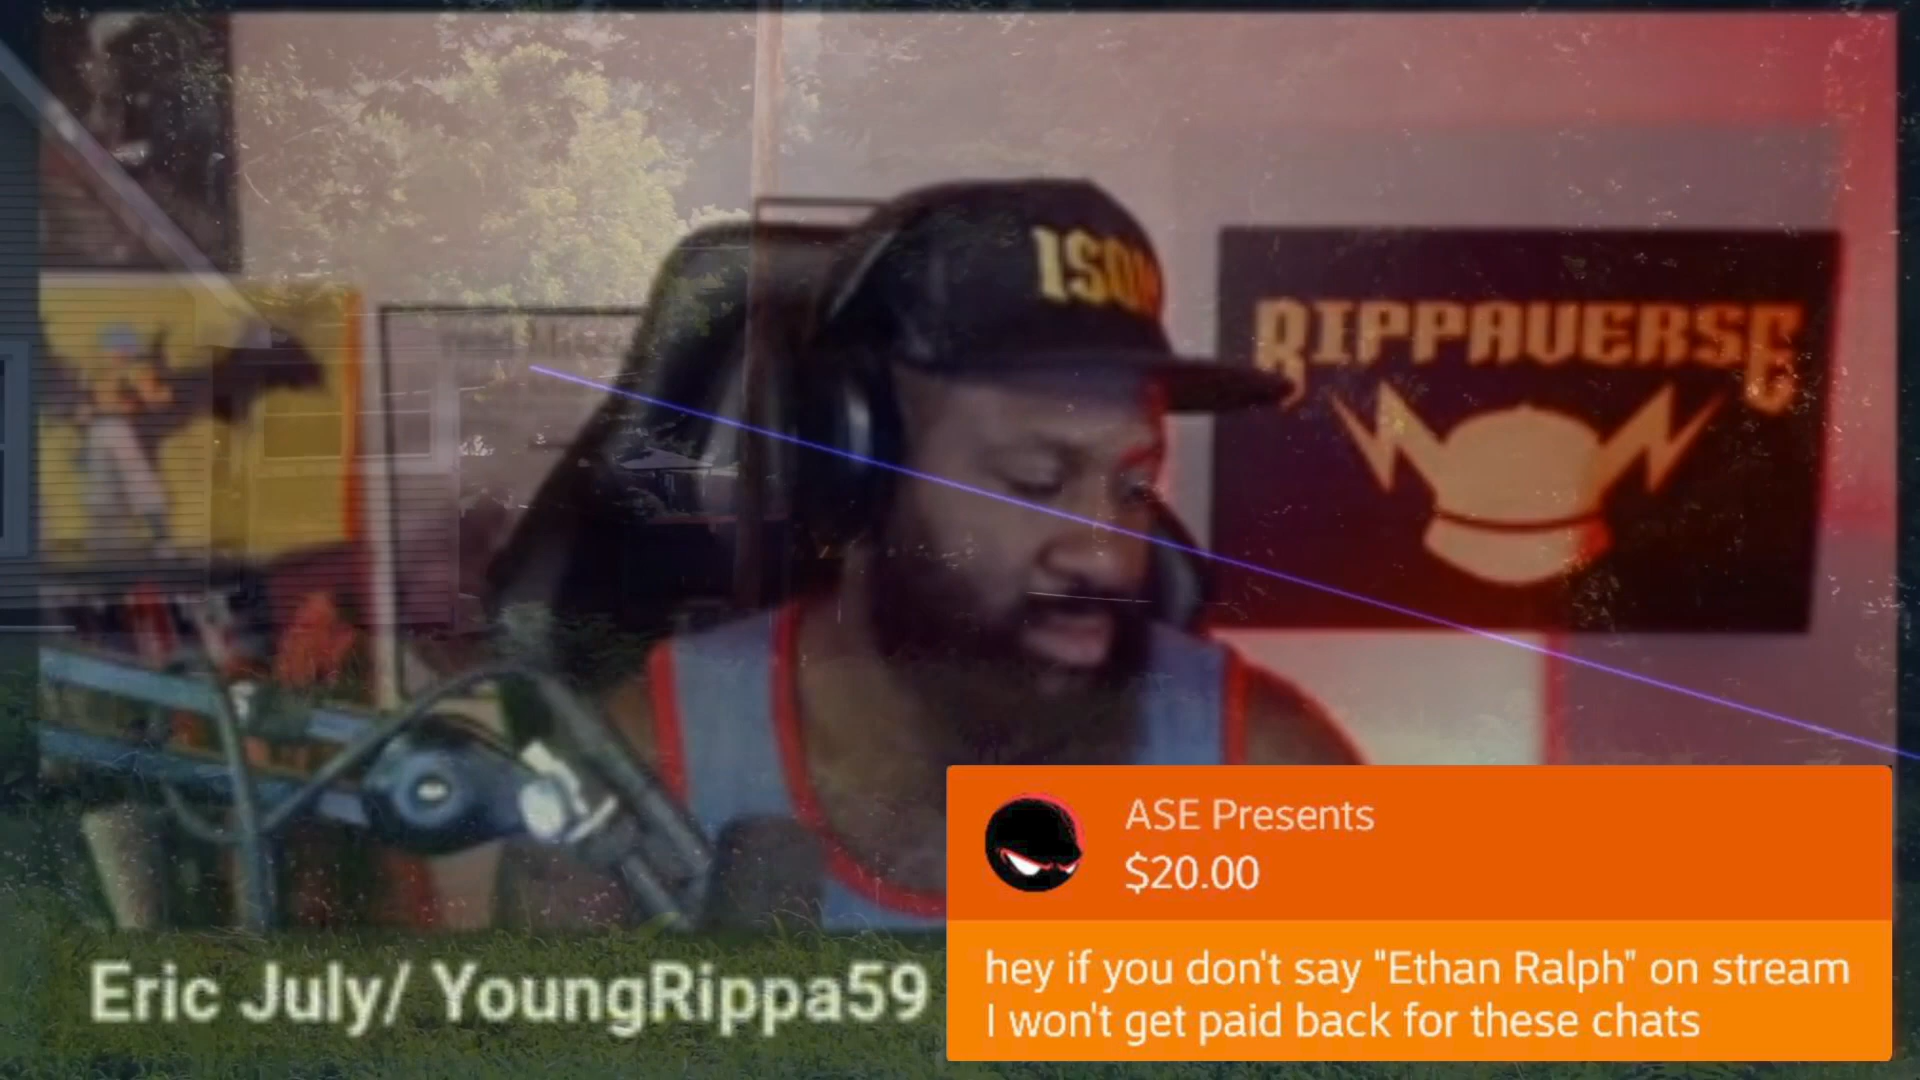 ISOM
RIPPAVERSE
ASE Presents
$20.00
hey if you don't say "Ethan Ralph" on stream
I won't get paid back for these chats
Eric July/ YoungRippa59